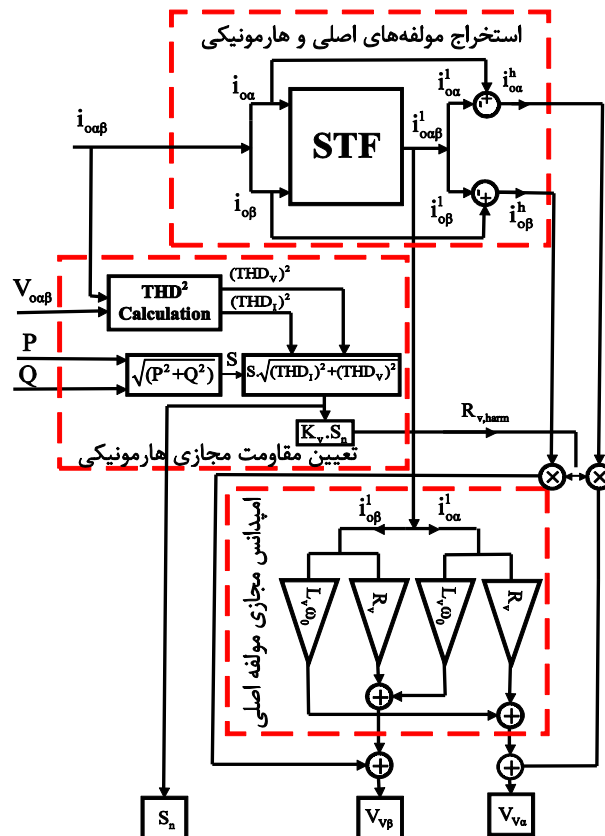 استخراج مولفه‌های اصلی و هارمونیکی
i_oα
i_oαβ
STF
i^1_oαβ
i^1_oα
i^h_oα
i_oβ
i^1_oβ
i^h_oβ
V_oαβ
THD² Calculation
(THD_V)²
(THD_I)²
P
Q
√(P²+Q²)
S
S.√(THD_I)²+(THD_V)²
K_v.S_n
R_v,harm
تعیین مقاومت مجازی هارمونیکی
امپدانس مجازی مولفه اصلی
i^1_oβ
i^1_oα
L_vω_0
R_v
L_vω_0
R_v
S_n
V_Vβ
V_Vα